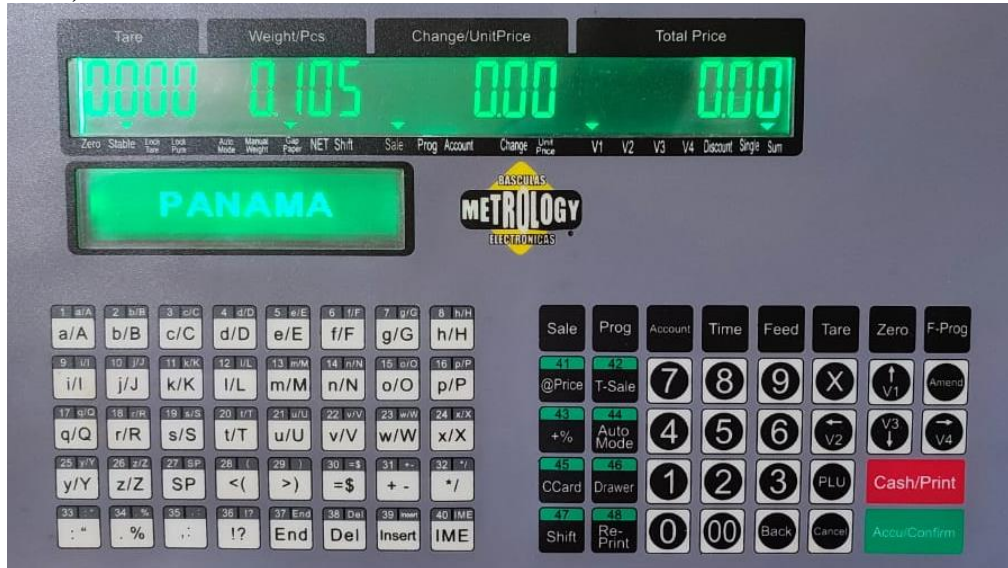 Tare Weight/Pcs Change/UnitPrice Total Price
0000 0.105 0.00 0.00
Zero Stable Lock Tare Lock Pum Auto Mode Manual Weight Gap Paper NET Shift Sale Prog Account Change Unit Price V1 V2 V3 V4 Discount Single Sum
PANAMA
BASCULAS
METROLOGY
ELECTRONICAS
1 a/A 2 b/B 3 c/C 4 d/D 5 e/E 6 f/F 7 g/G 8 h/H
a/A b/B c/C d/D e/E f/F g/G h/H
Sale Prog Account Time Feed Tare Zero F-Prog
9 i/I 10 j/J 11 k/K 12 l/L 13 m/M 14 n/N 15 o/O 16 p/P 41 42
i/I j/J k/K l/L m/M n/N o/O p/P @Price T-Sale 7 8 9 X ↑ V1 Amend
17 q/Q 18 r/R 19 s/S 20 t/T 21 u/U 22 v/V 23 w/W 24 x/X 43 44
q/Q r/R s/S t/T u/U v/V w/W x/X +% Auto Mode 4 5 6 ← V2 V3 ↓ → V4
25 y/Y 26 z/Z 27 SP 28 ( 29 ) 30 =$ 31 +- 32 */ 45 46
y/Y z/Z SP <( >) =$ + - */ CCard Drawer 1 2 3 PLU Cash/Print
33 :" 34 .% 35 36 !? 37 End 38 Del 39 Insert 40 IME 47 48
: " . % !? End Del Insert IME Shift Re-Print 0 00 Back Cancel Accu/Confirm